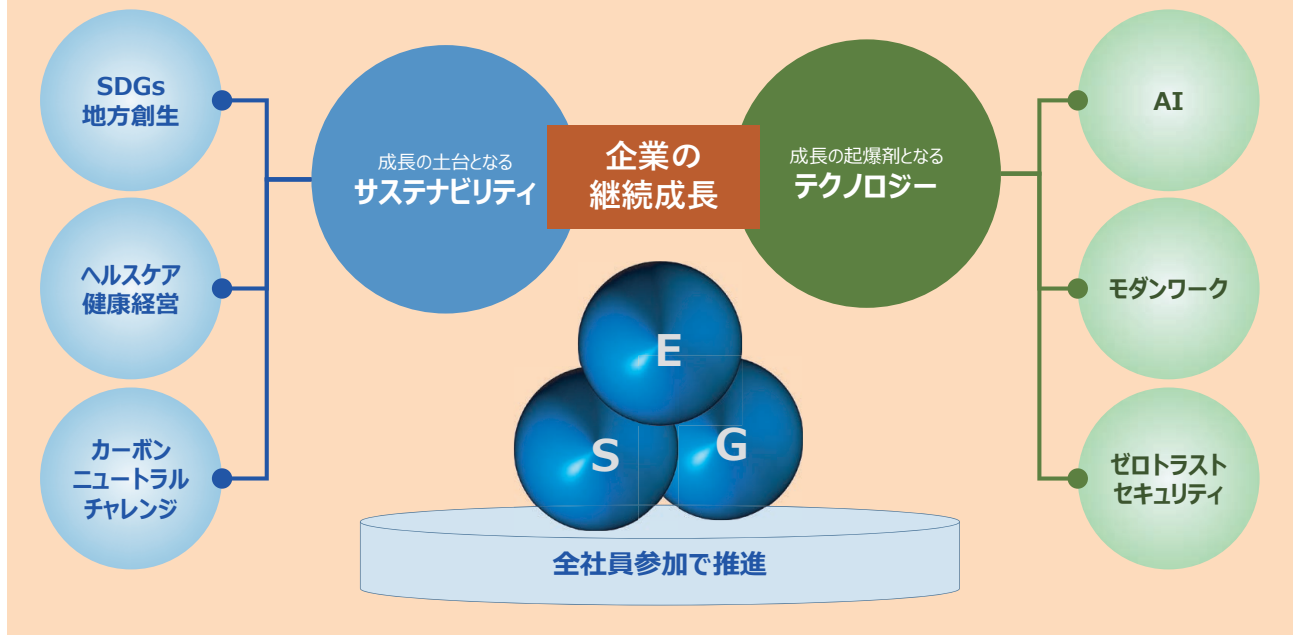 SDGs
地方創生
ヘルスケア
健康経営
カーボン
ニュートラル
チャレンジ
成長の土台となる
サステナビリティ
企業の
継続成長
成長の起爆剤となる
テクノロジー
AI
モダンワーク
ゼロトラスト
セキュリティ
E
S
G
全社員参加で推進